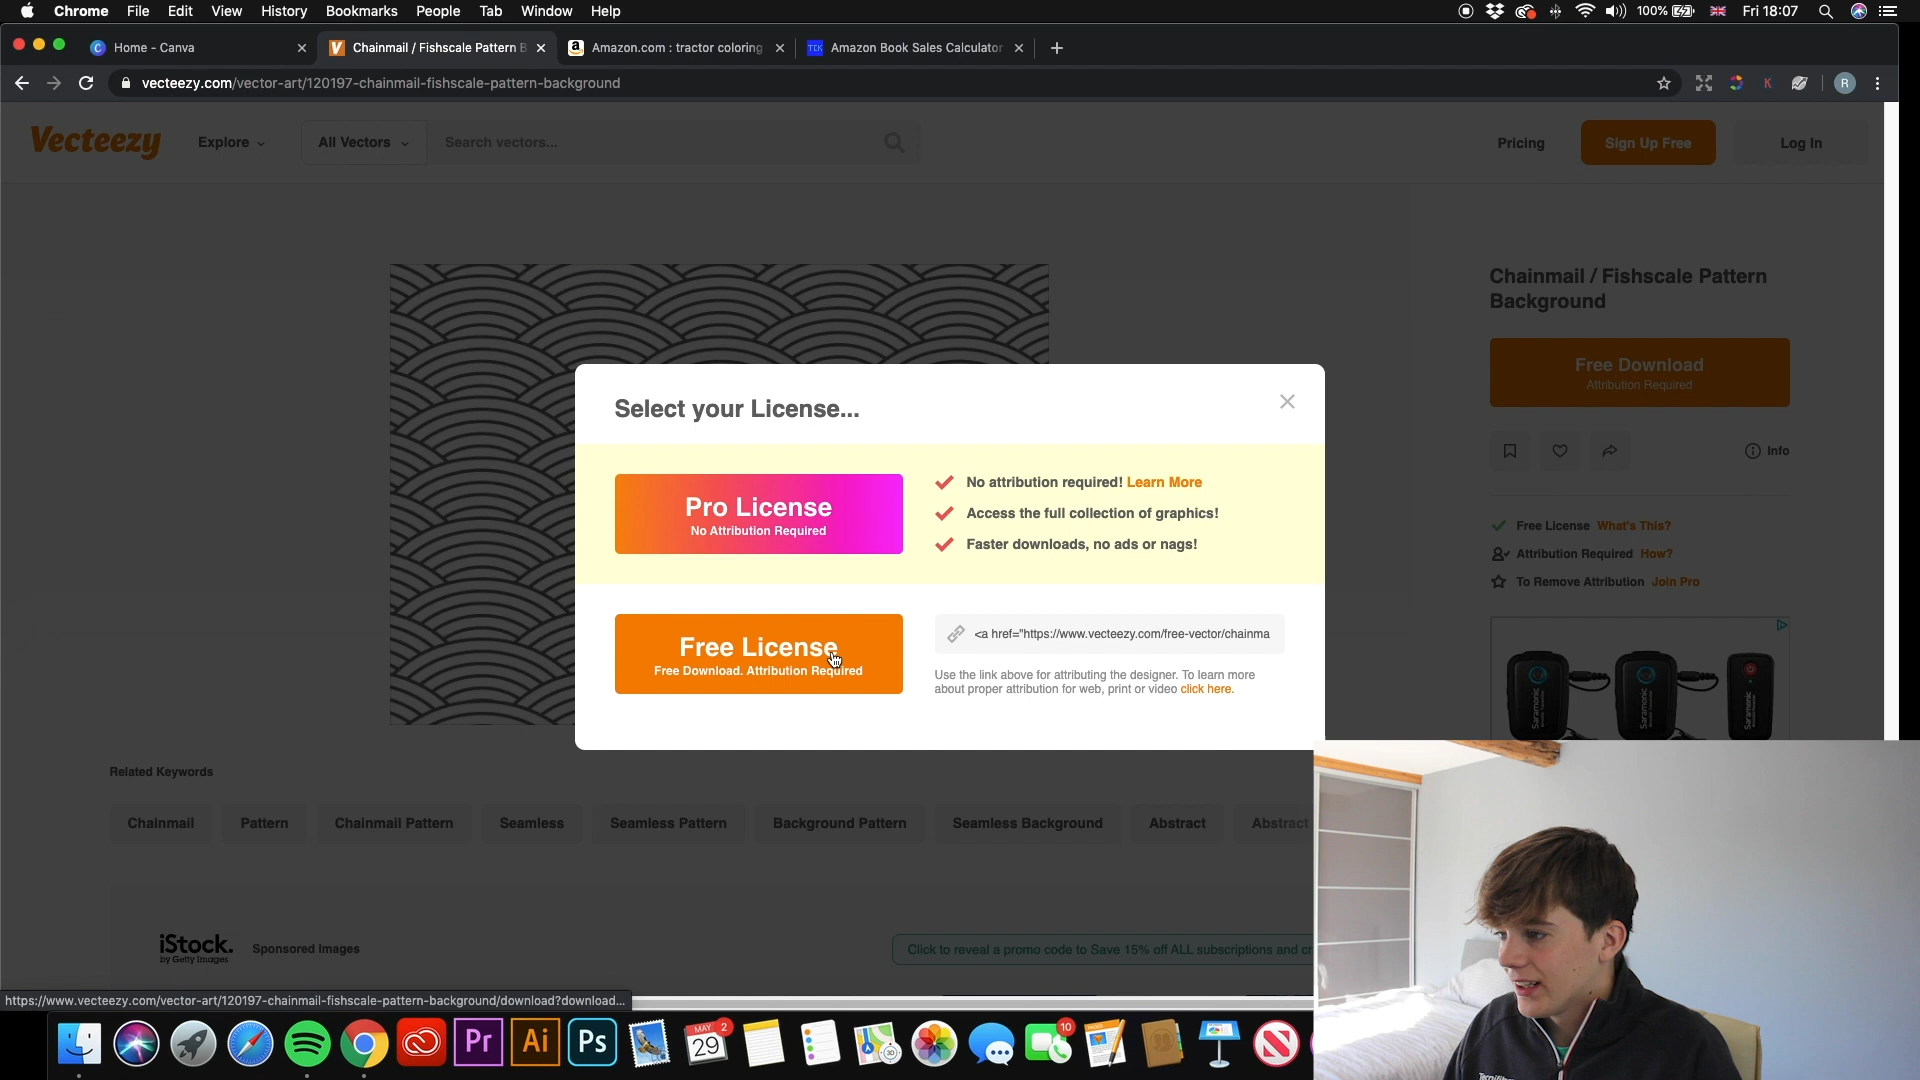 Chrome File Edit View History Bookmarks People Tab Window Help
100% Fri 18:07
Home - Canva
Chainmail / Fishscale Pattern B
Amazon.com : tractor coloring
Amazon Book Sales Calculator
vecteezy.com/vector-art/120197-chainmail-fishscale-pattern-background
R
Vecteezy
Explore
All Vectors
Search vectors...
Pricing
Sign Up Free
Log In
Chainmail / Fishscale Pattern
Background
Free Download
Attribution Required
Info
Free License What's This?
Attribution Required How?
To Remove Attribution Join Pro
Select your License...
Pro License
No Attribution Required
No attribution required! Learn More
Access the full collection of graphics!
Faster downloads, no ads or nags!
Free License
Free Download. Attribution Required
<a href="https://www.vecteezy.com/free-vector/chainma
Use the link above for attributing the designer. To learn more
about proper attribution for web, print or video click here.
Saramonic
Saramonic
Saramonic
Related Keywords
Chainmail
Pattern
Chainmail Pattern
Seamless
Seamless Pattern
Background Pattern
Seamless Background
Abstract
Abstract
iStock.
by Getty Images
Sponsored Images
Click to reveal a promo code to Save 15% off ALL subscriptions and cr
https://www.vecteezy.com/vector-art/120197-chainmail-fishscale-pattern-background/download?download...
Pr
Ai
Ps
MAY
29
2
10